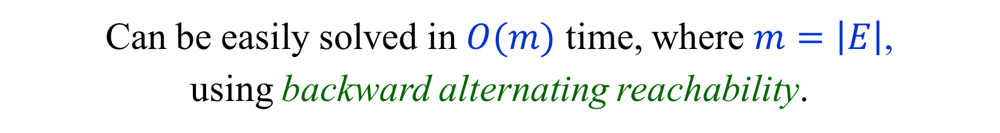 Can be easily solved in O(m) time, where m = |E|,
using backward alternating reachability.